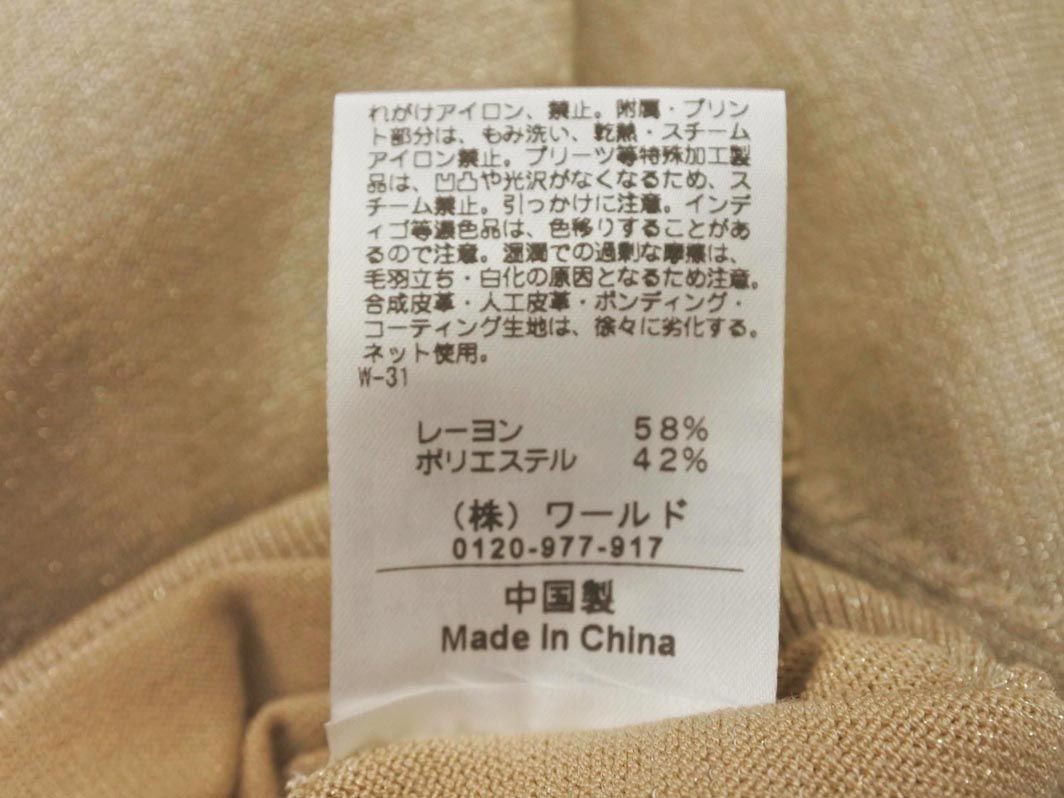 れがけアイロン、禁止。附属・プリン
ト部分は、もみ洗い、乾熱・スチーム
アイロン禁止。プリーツ等特殊加工製
品は、凹凸や光沢がなくなるため、ス
チーム禁止。引っかけに注意。インデ
ィゴ等濃色品は、色移りすることがあ
るので注意。湿潤での過剰な摩擦は、
毛羽立ち・白化の原因となるため注意。
合成皮革・人工皮革・ボンディング・
コーティング生地は、徐々に劣化する。
ネット使用。
W-31
レーヨン 58%
ポリエステル 42%
（株）ワールド
0120-977-917
中国製
Made In China